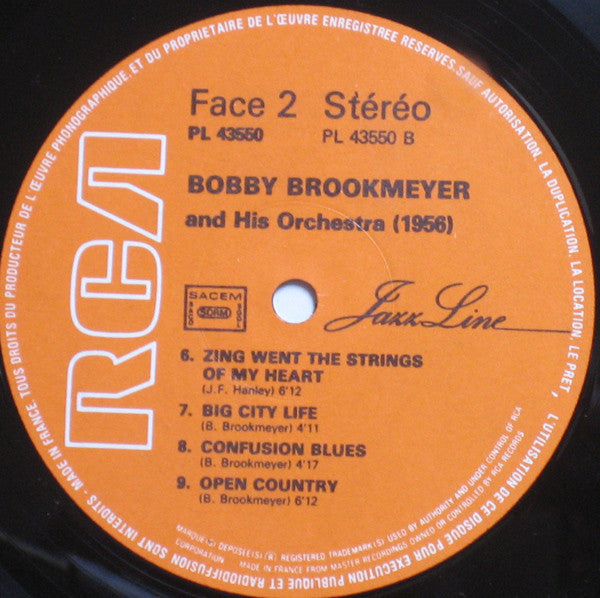 TOUS DROITS DU PRODUCTEUR DE L'ŒUVRE PHONOGRAPHIQUE ET DU PROPRIETAIRE DE L'ŒUVRE ENREGISTREE RESERVES. SAUF AUTORISATION, LA DUPLICATION, LA LOCATION, LE PRET, L'UTILISATION DE CE DISQUE POUR EXECUTION PUBLIQUE ET RADIODIFFUSION SONT INTERDITS. MADE IN FRANCE.
Face 2 Stéréo
PL 43550 PL 43550 B
RCA
BOBBY BROOKMEYER
and His Orchestra (1956)
SACEM
SACD SDRM SGDL
Jazz Line
6. ZING WENT THE STRINGS
OF MY HEART
(J.F. Hanley) 6'12
7. BIG CITY LIFE
(B. Brookmeyer) 4'11
8. CONFUSION BLUES
(B. Brookmeyer) 4'17
9. OPEN COUNTRY
(B. Brookmeyer) 6'12
MARQUE(S) DEPOSEE(S) ® REGISTERED TRADEMARK(S) USED BY AUTHORITY AND UNDER CONTROL OF RCA
CORPORATION MADE IN FRANCE FROM MASTER RECORDINGS OWNED OR CONTROLLED BY RCA RECORDS